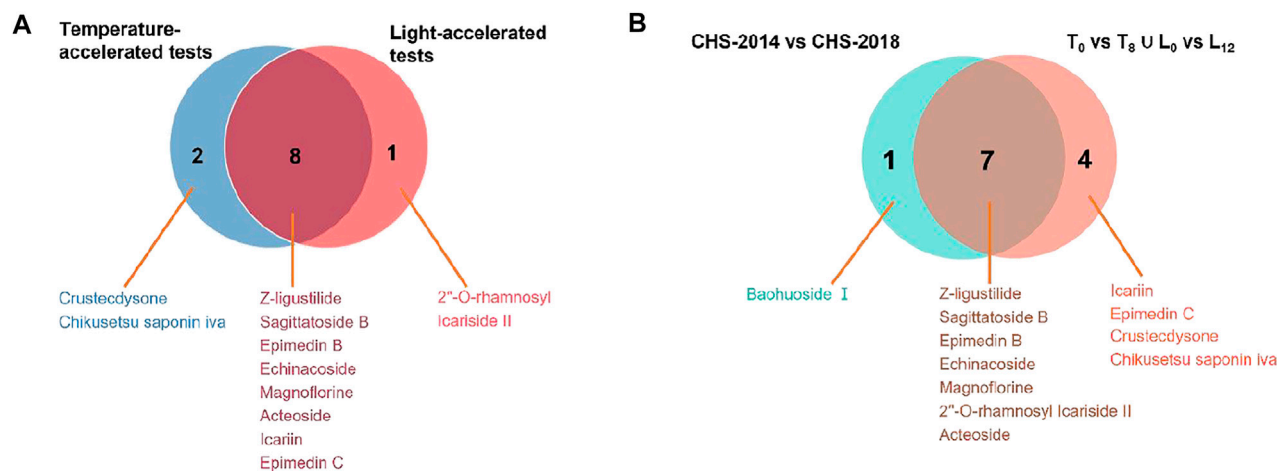 A
Temperature-
accelerated tests
Light-accelerated
tests
2
8
1
Crustecdysone
Chikusetsu saponin iva
Z-ligustilide
Sagittatoside B
Epimedin B
Echinacoside
Magnoflorine
Acteoside
Icariin
Epimedin C
2"-O-rhamnosyl
Icariside II
B
CHS-2014 vs CHS-2018
T₀ vs T₈ ∪ L₀ vs L₁₂
1
7
4
Baohuoside Ⅰ
Z-ligustilide
Sagittatoside B
Epimedin B
Echinacoside
Magnoflorine
2"-O-rhamnosyl Icariside II
Acteoside
Icariin
Epimedin C
Crustecdysone
Chikusetsu saponin iva